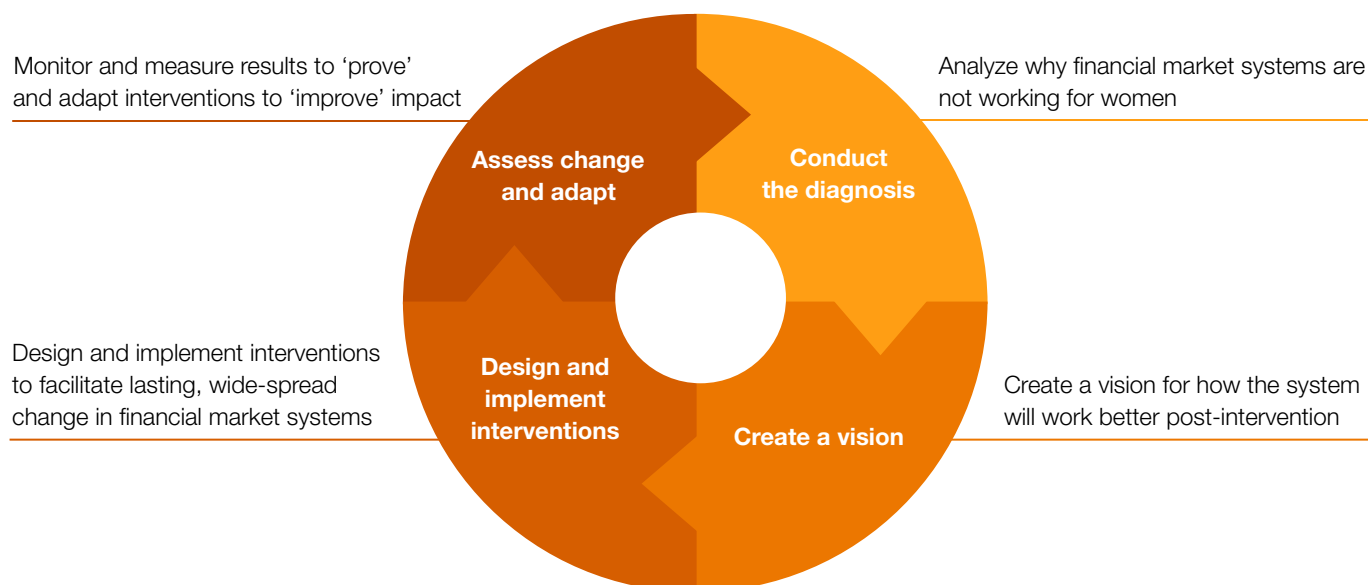 Monitor and measure results to ‘prove’
and adapt interventions to ‘improve’ impact
Analyze why financial market systems are
not working for women
Assess change
and adapt
Conduct
the diagnosis
Design and implement interventions
to facilitate lasting, wide-spread
change in financial market systems
Design and
implement
interventions
Create a vision
Create a vision for how the system
will work better post-intervention